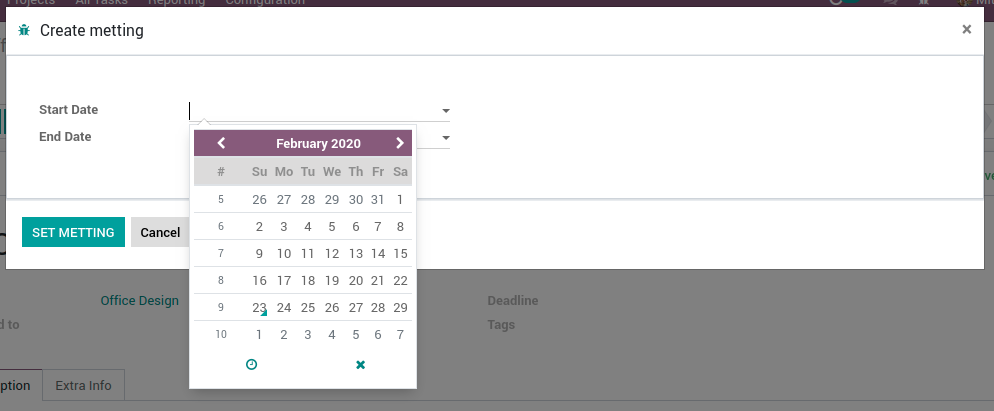 Projects All Tasks Reporting Configuration
Create metting ×
Start Date
End Date
February 2020
# Su Mo Tu We Th Fr Sa
5 26 27 28 29 30 31 1
6 2 3 4 5 6 7 8
7 9 10 11 12 13 14 15
8 16 17 18 19 20 21 22
9 23 24 25 26 27 28 29
10 1 2 3 4 5 6 7
SET METTING Cancel
Office Design Deadline
d to Tags
ption Extra Info